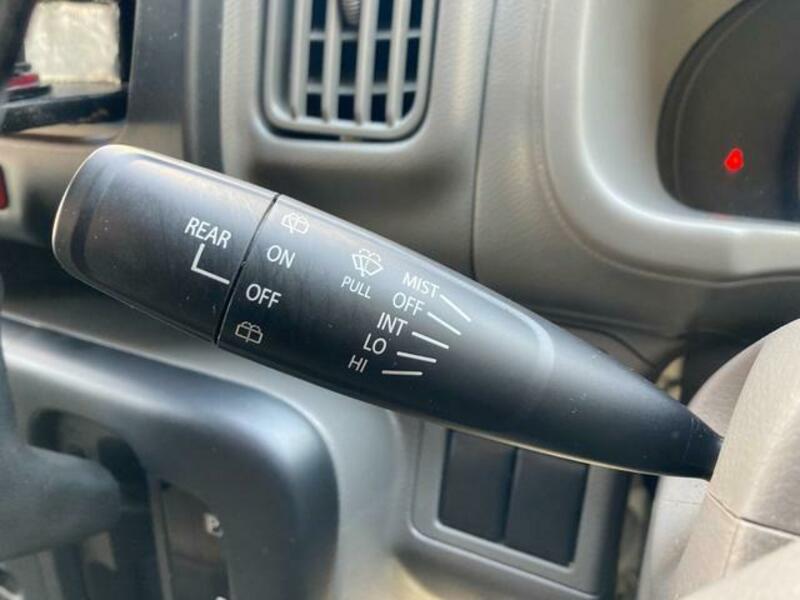 REAR
ON
OFF
PULL
MIST
OFF
INT
LO
HI
P